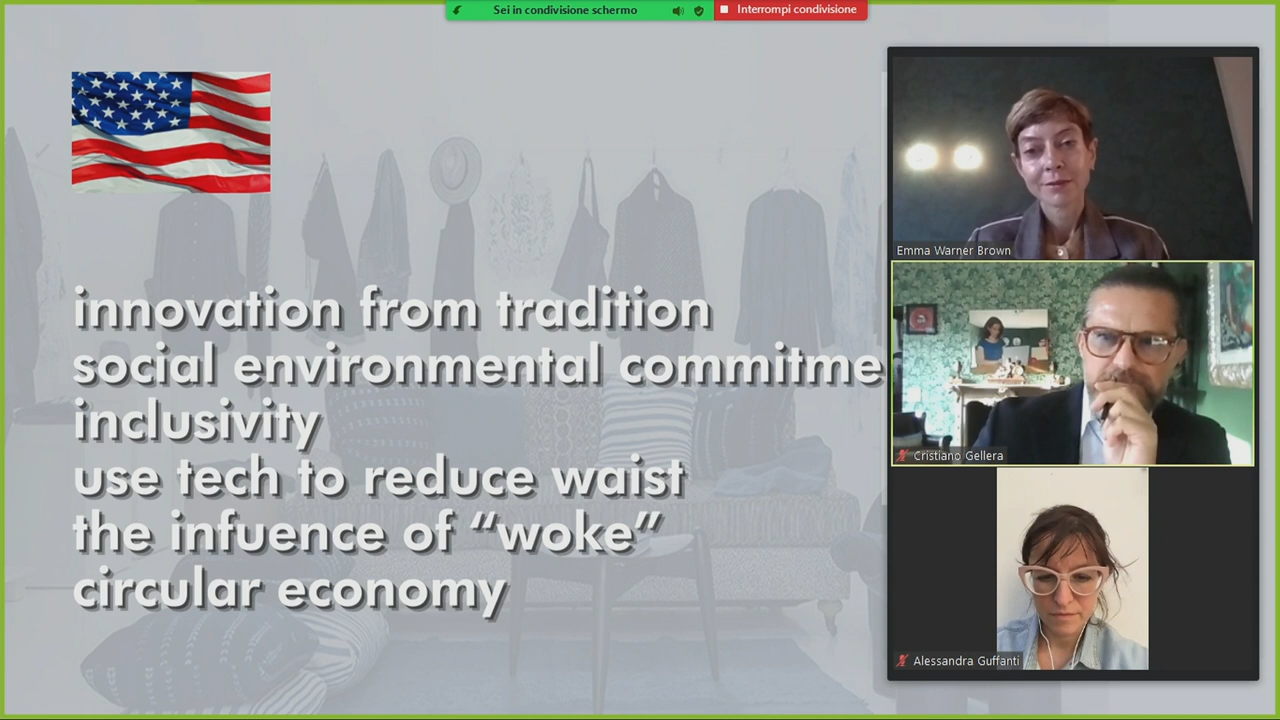 Sei in condivisione schermo
Interrompi condivisione
innovation from tradition
social environmental commitme
inclusivity
use tech to reduce waist
the infuence of “woke”
circular economy
Emma Warner Brown
Cristiano Gellera
Alessandra Guffanti